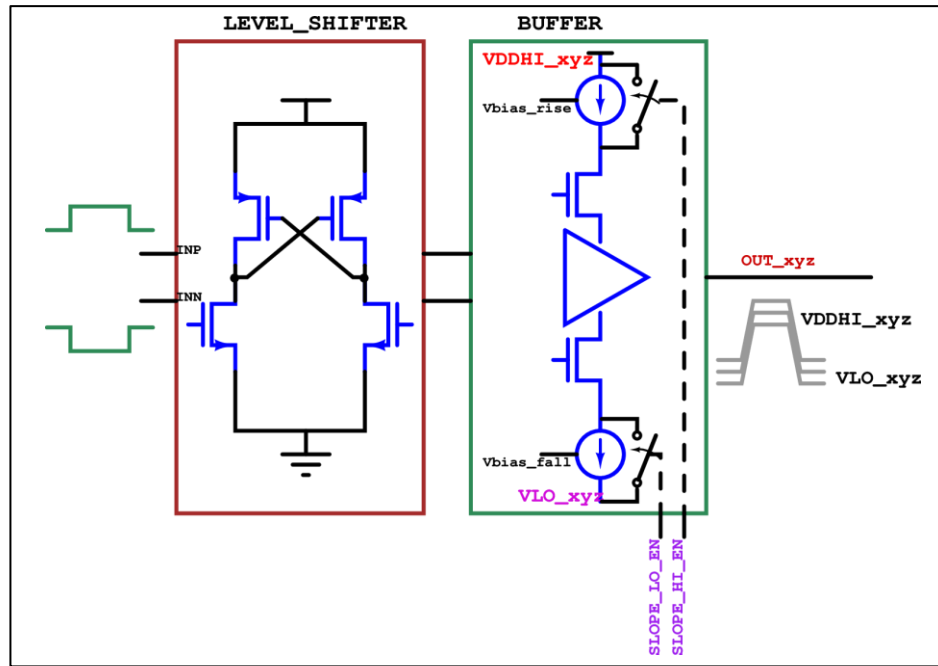 LEVEL_SHIFTER
BUFFER
VDDHI_xyz
Vbias_rise
INP
INN
OUT_xyz
VDDHI_xyz
VLO_xyz
Vbias_fall
VLO_xyz
SLOPE_LO_EN
SLOPE_HI_EN